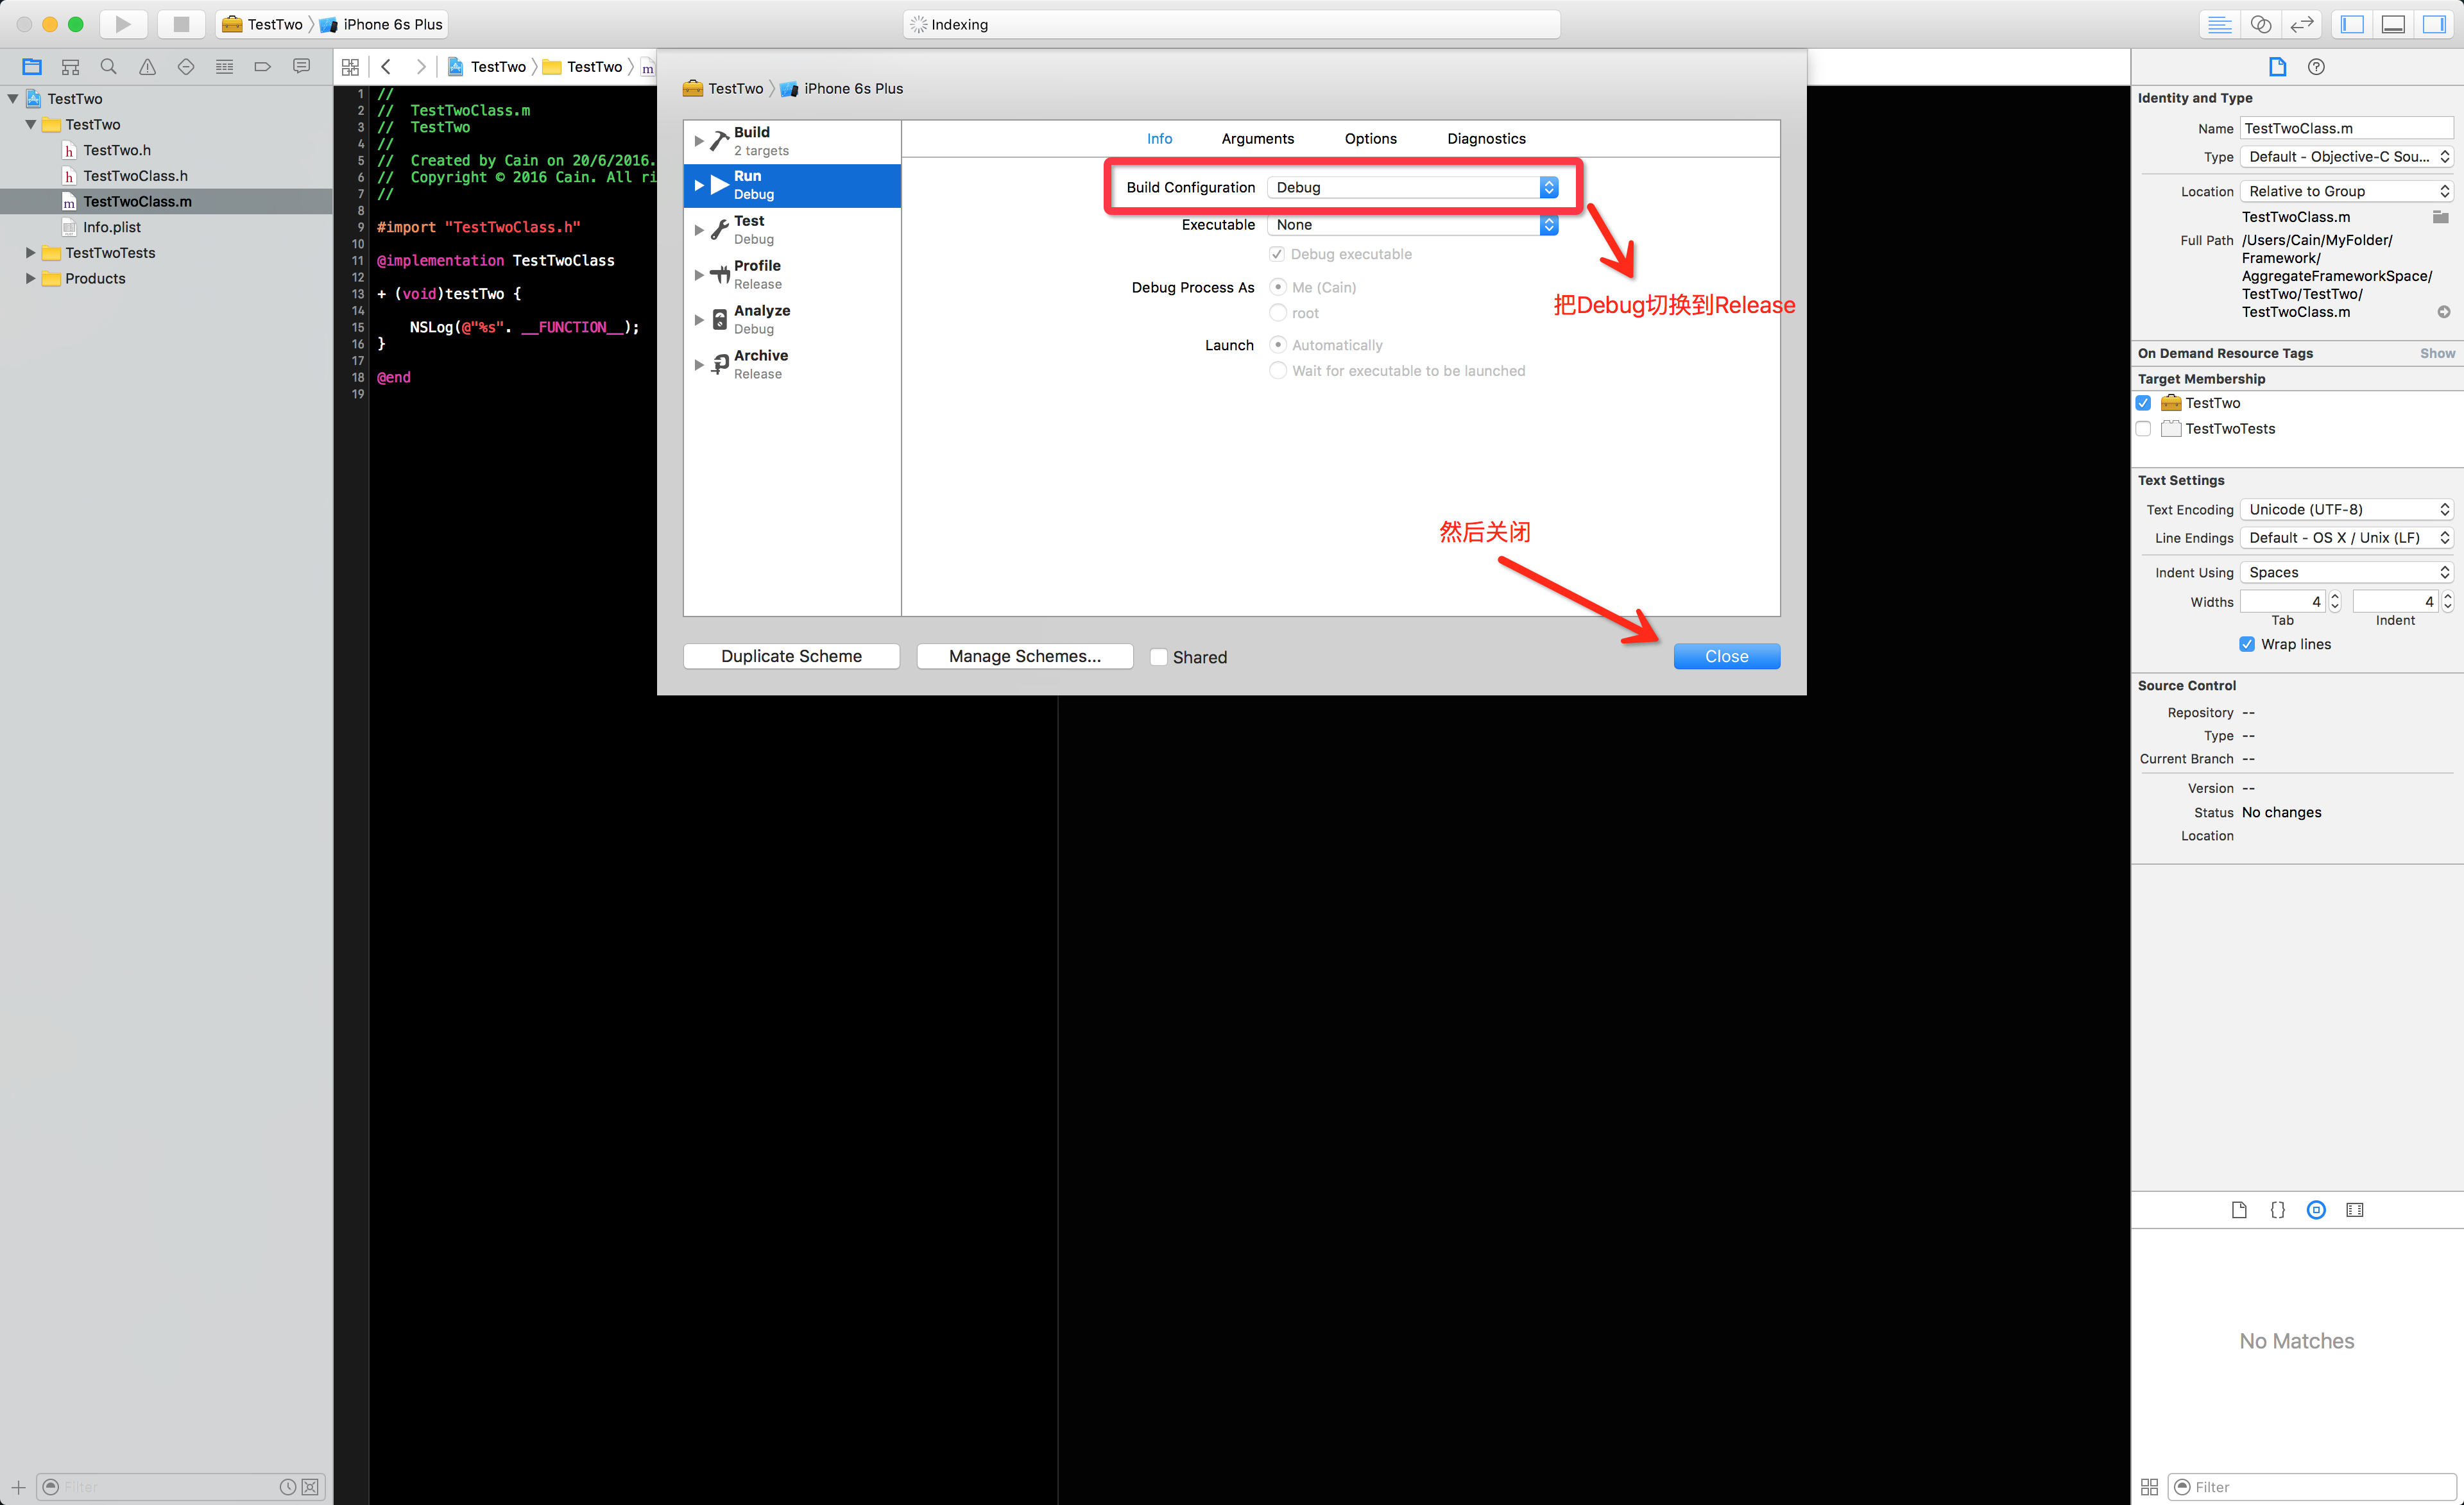 TestTwo iPhone 6s Plus
Indexing
TestTwo TestTwo m
TestTwo
TestTwo
h TestTwo.h
h TestTwoClass.h
m TestTwoClass.m
Info.plist
TestTwoTests
Products
Filter
1 //
2 // TestTwoClass.m
3 // TestTwo
4 //
5 // Created by Cain on 20/6/2016.
6 // Copyright © 2016 Cain. All ri
7 //
8
9 #import "TestTwoClass.h"
10
11 @implementation TestTwoClass
12
13 + (void)testTwo {
14
15 NSLog(@"%s". __FUNCTION__);
16 }
17
18 @end
19
TestTwo iPhone 6s Plus
Build
2 targets
Run
Debug
Test
Debug
Profile
Release
Analyze
Debug
Archive
Release
Info Arguments Options Diagnostics
Build Configuration Debug
Executable None
Debug executable
Debug Process As Me (Cain)
root
Launch Automatically
Wait for executable to be launched
把Debug切换到Release
然后关闭
Duplicate Scheme Manage Schemes... Shared Close
Identity and Type
Name TestTwoClass.m
Type Default - Objective-C Sou...
Location Relative to Group
TestTwoClass.m
Full Path /Users/Cain/MyFolder/
Framework/
AggregateFrameworkSpace/
TestTwo/TestTwo/
TestTwoClass.m
On Demand Resource Tags Show
Target Membership
TestTwo
TestTwoTests
Text Settings
Text Encoding Unicode (UTF-8)
Line Endings Default - OS X / Unix (LF)
Indent Using Spaces
Widths 4 4
Tab Indent
Wrap lines
Source Control
Repository --
Type --
Current Branch --
Version --
Status No changes
Location
{}
No Matches
Filter